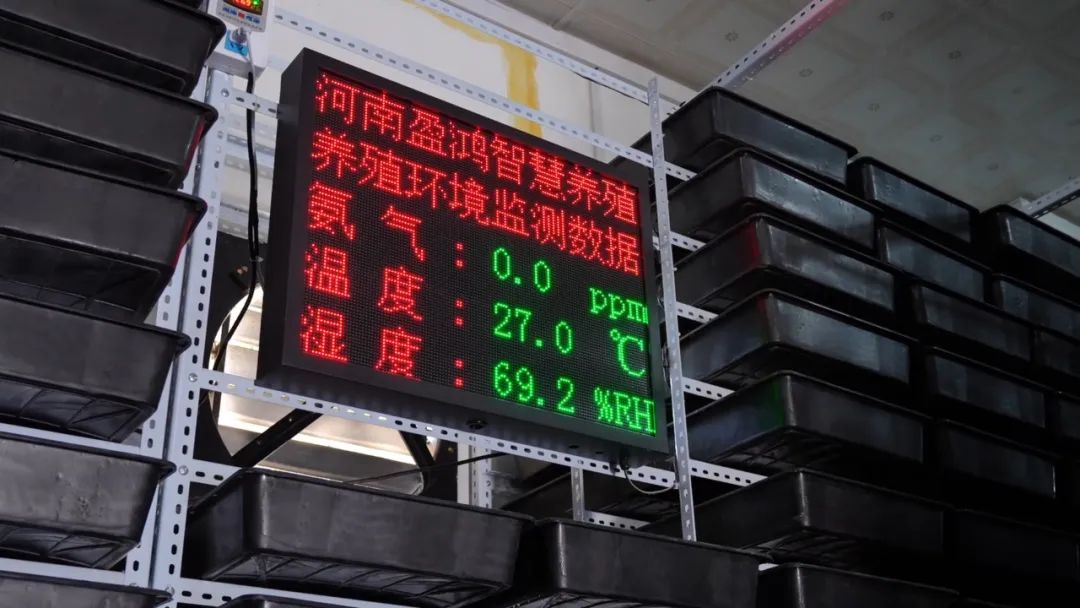 河南盈鸿智慧养殖
养殖环境监测数据
氨 气 : 0.0 ppm
温 度 : 27.0 ℃
湿 度 : 69.2 %RH